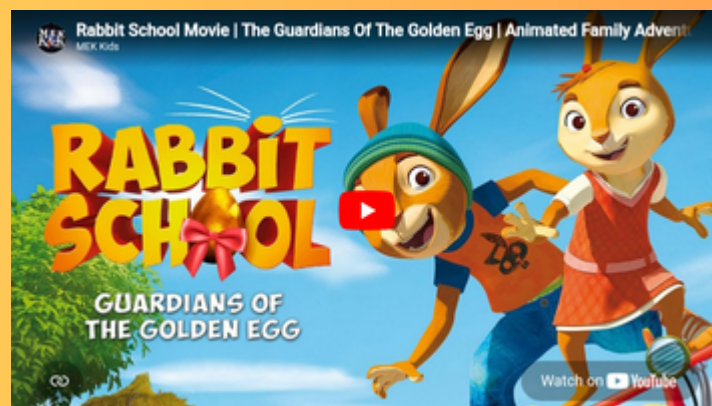 Rabbit School Movie | The Guardians Of The Golden Egg | Animated Family Advent
MEK Kids
RABBiT
SCHOOL
GUARDIANS OF
THE GOLDEN EGG
Watch on YouTube